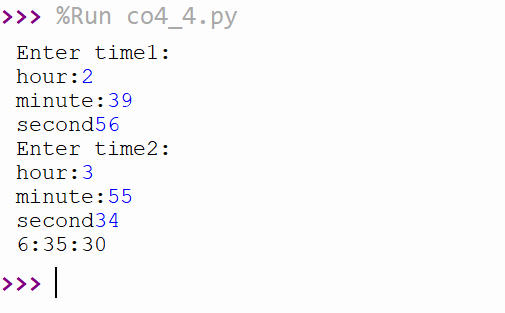 >>> %Run co4_4.py
Enter time1:
hour:2
minute:39
second56
Enter time2:
hour:3
minute:55
second34
6:35:30
>>>